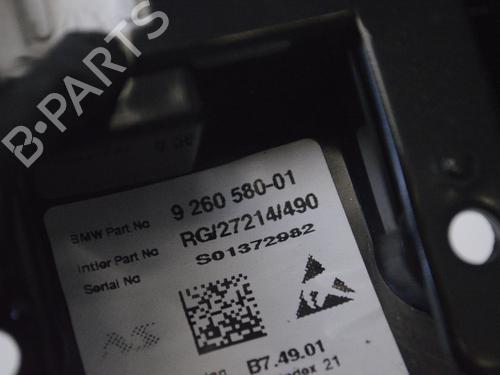 B-PARTS
BMW Part No 9 260 580-01
Intier Part No RG/27214/490
Serial No S01372982
B7.49.01
index 21